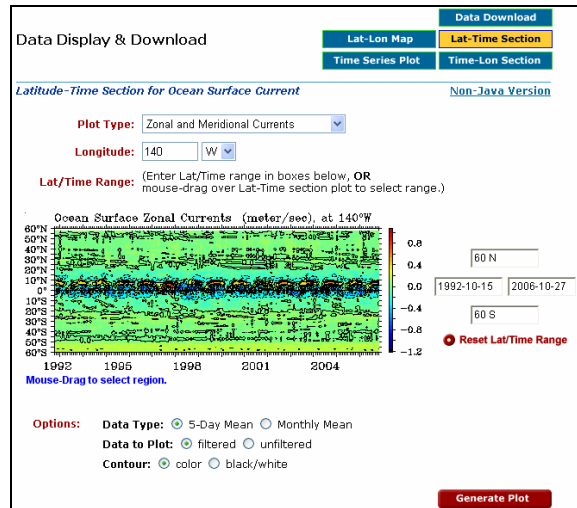 Data Download
Data Display & Download
Lat-Lon Map
Lat-Time Section
Time Series Plot
Time-Lon Section
Latitude-Time Section for Ocean Surface Current
Non-Java Version
Plot Type:
Zonal and Meridional Currents
Longitude:
140
W
Lat/Time Range:
(Enter Lat/Time range in boxes below, OR
mouse-drag over Lat-Time section plot to select range.)
Ocean Surface Zonal Currents (meter/sec), at 140°W
60°N
50°N
40°N
30°N
20°N
10°N
0°
10°S
20°S
30°S
40°S
50°S
60°S
1992
1995
1998
2001
2004
0.8
0.4
0.0
-0.4
-0.8
-1.2
60 N
1992-10-15
2006-10-27
60 S
Reset Lat/Time Range
Mouse-Drag to select region.
Options:
Data Type: 5-Day Mean Monthly Mean
Data to Plot: filtered unfiltered
Contour: color black/white
Generate Plot